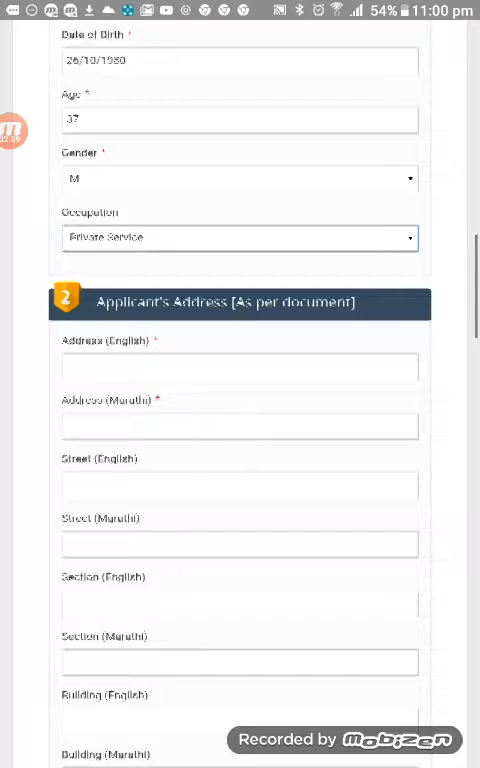 54% 11:00 pm
Date of Birth *
26/10/1980
Age *
37
02:39
Gender *
M
Occupation
Private Service
2 Applicant's Address [As per document]
Address (English) *
Address (Marathi) *
Street (English)
Street (Marathi)
Section (English)
Section (Marathi)
Building (English)
Recorded by MOBIZEN
Building (Marathi)